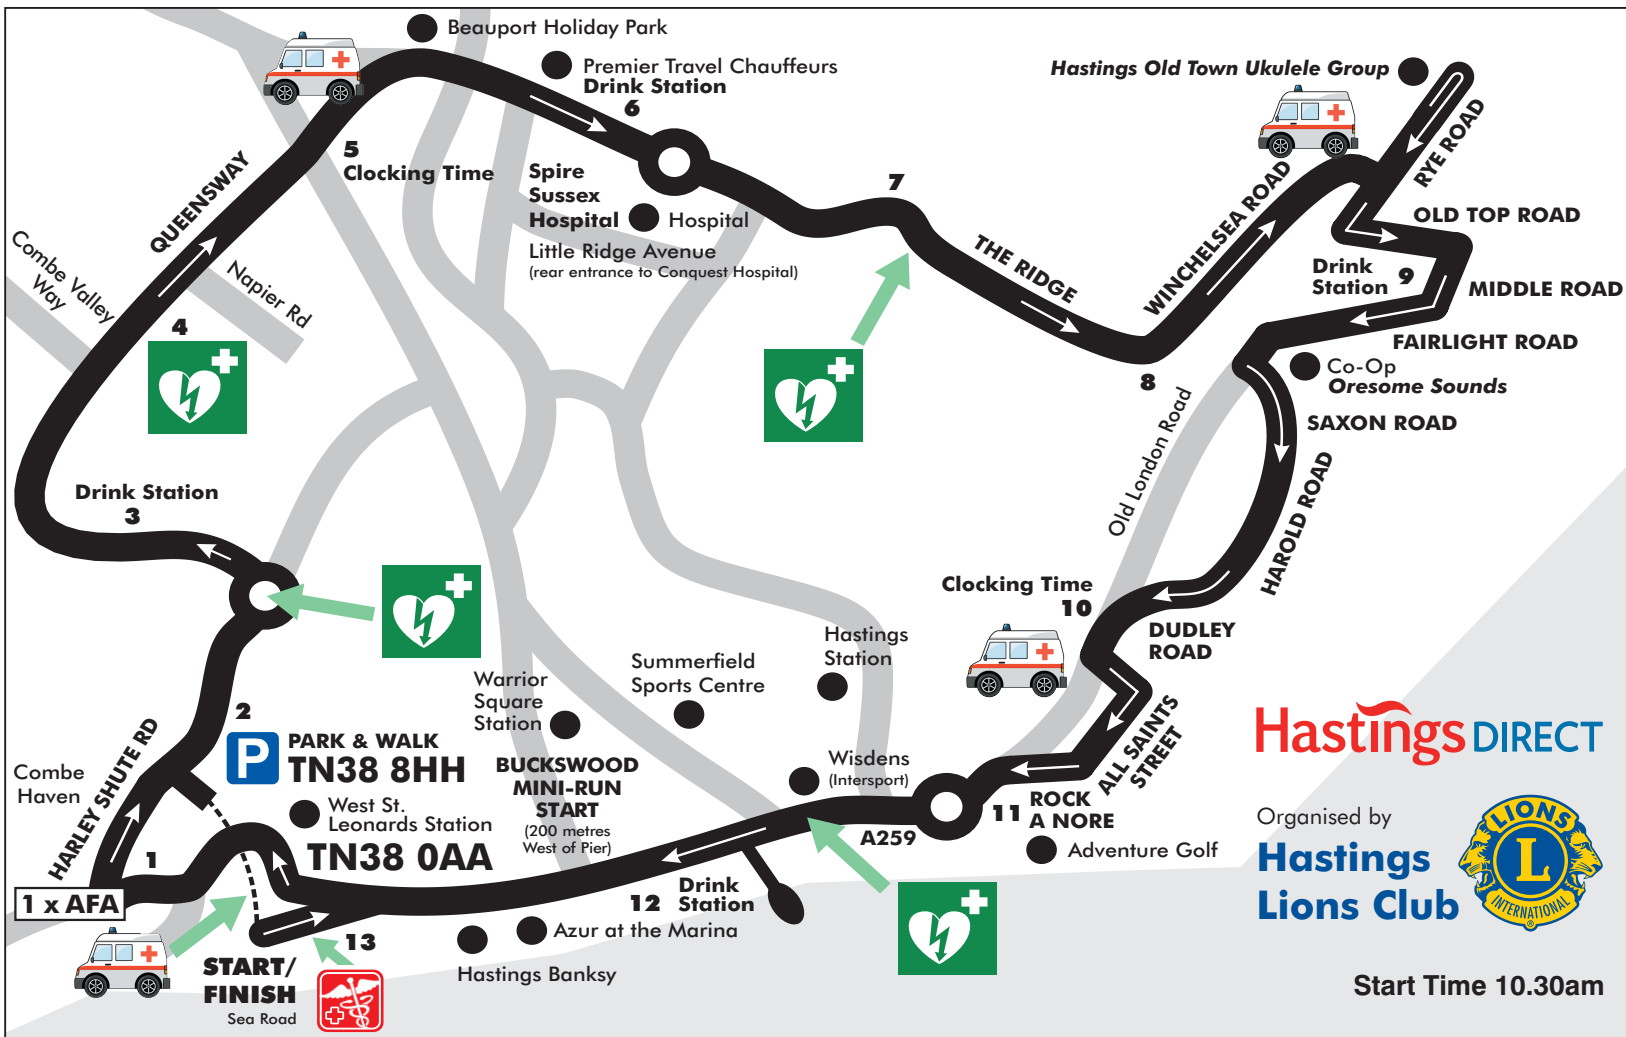 Beauport Holiday Park
Premier Travel Chauffeurs
Drink Station
6
Hastings Old Town Ukulele Group
RYE ROAD
5
Clocking Time
Spire
Sussex
Hospital
Hospital
Little Ridge Avenue
(rear entrance to Conquest Hospital)
7
QUEENSWAY
Combe Valley
Way
Napier Rd
4
THE RIDGE
WINCHELSEA ROAD
OLD TOP ROAD
Drink
Station
9
MIDDLE ROAD
FAIRLIGHT ROAD
Co-Op
Oresome Sounds
8
SAXON ROAD
Old London Road
HAROLD ROAD
Drink Station
3
Clocking Time
10
DUDLEY
ROAD
Hastings
Station
Summerfield
Sports Centre
Warrior
Square
Station
2
P
PARK & WALK
TN38 8HH
BUCKSWOOD
MINI-RUN
START
(200 metres
West of Pier)
West St.
Leonards Station
TN38 0AA
Combe
Haven
HARLEY SHUTE RD
1
1 x AFA
Wisdens
(Intersport)
A259
ALL SAINTS
STREET
11
ROCK
A NORE
Adventure Golf
12
Drink
Station
Azur at the Marina
Hastings Banksy
13
START/
FINISH
Sea Road
Hastings DIRECT
Organised by
Hastings
Lions Club
LIONS
L
INTERNATIONAL
®
Start Time 10.30am